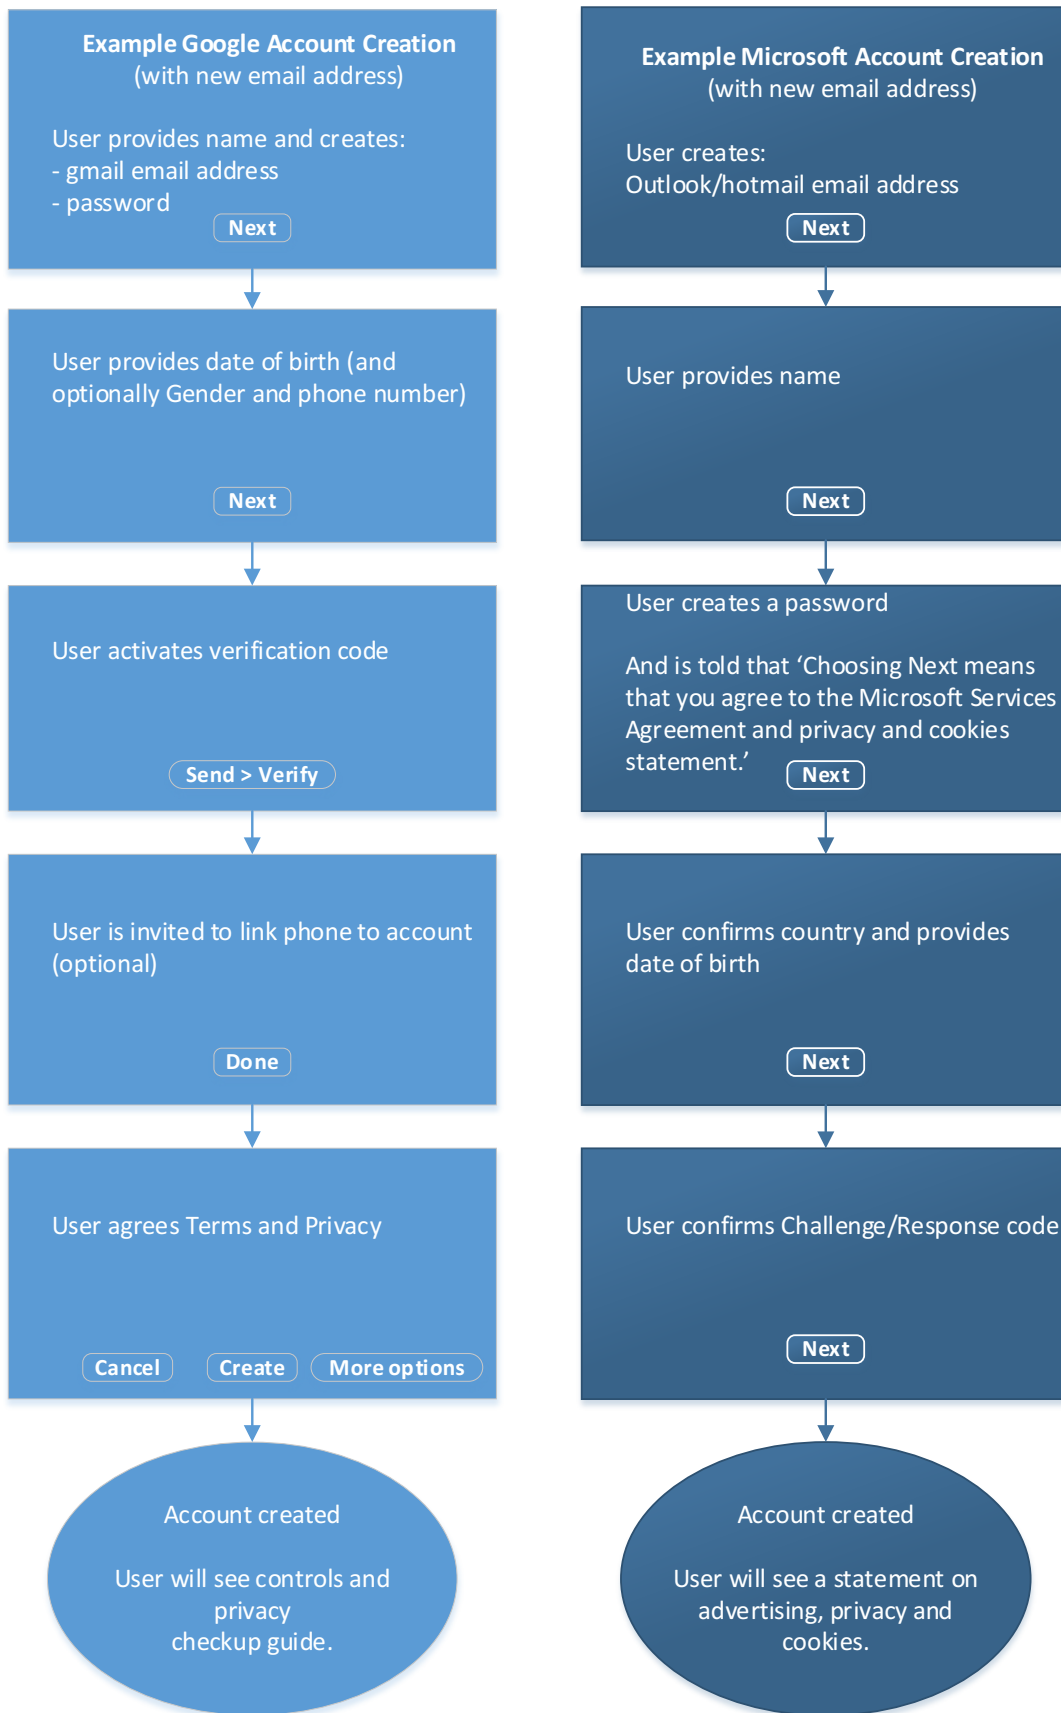 Example Google Account Creation
(with new email address)
User provides name and creates:
- gmail email address
- password
Next
User provides date of birth (and
optionally Gender and phone number)
Next
User activates verification code
Send > Verify
User is invited to link phone to account
(optional)
Done
User agrees Terms and Privacy
Cancel
Create
More options
Account created
User will see controls and
privacy
checkup guide.
Example Microsoft Account Creation
(with new email address)
User creates:
Outlook/hotmail email address
Next
User provides name
Next
User creates a password
And is told that ‘Choosing Next means
that you agree to the Microsoft Services
Agreement and privacy and cookies
statement.’
Next
User confirms country and provides
date of birth
Next
User confirms Challenge/Response code
Next
Account created
User will see a statement on
advertising, privacy and
cookies.